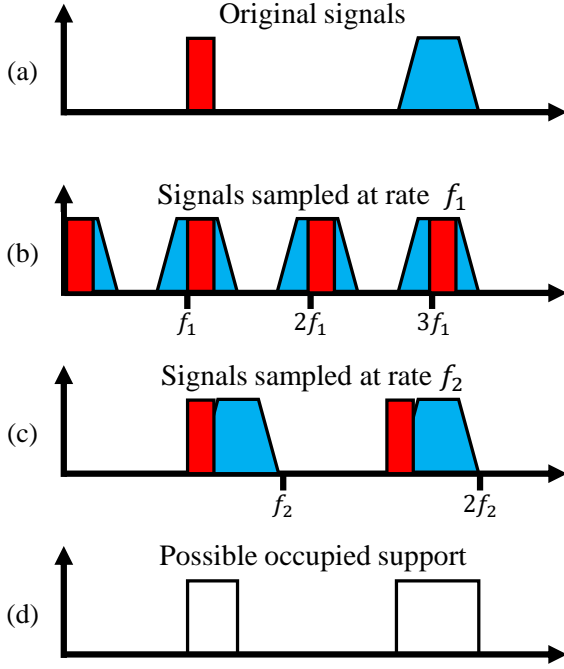 Original signals
(a)
Signals sampled at rate f₁
(b)
f₁ 2f₁ 3f₁
Signals sampled at rate f₂
(c)
f₂ 2f₂
Possible occupied support
(d)